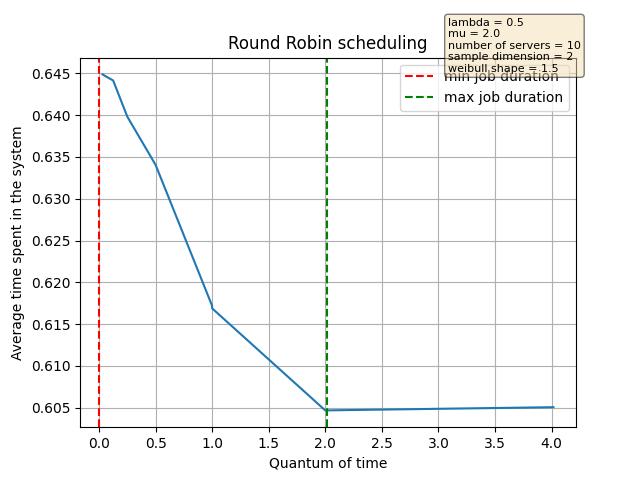 Round Robin scheduling
lambda = 0.5
mu = 2.0
number of servers = 10
sample dimension = 2
weibull shape = 1.5
min job duration
max job duration
Average time spent in the system
0.645
0.640
0.635
0.630
0.625
0.620
0.615
0.610
0.605
0.0 0.5 1.0 1.5 2.0 2.5 3.0 3.5 4.0
Quantum of time